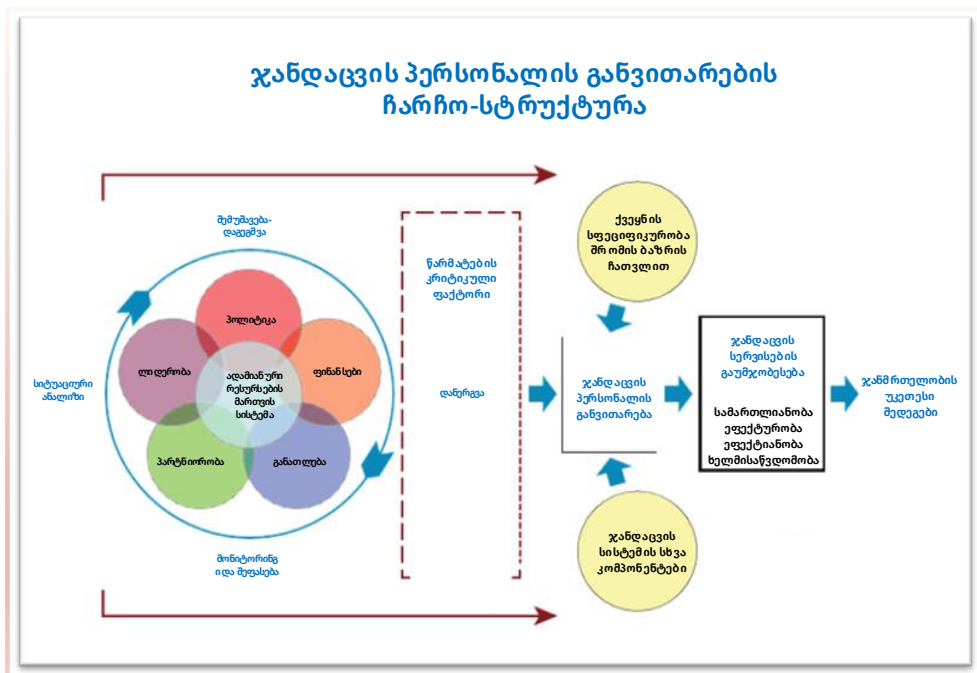 ჯანდაცვის პერსონალის განვითარების
ჩარჩო-სტრუქტურა
შემუშავება-
დაგეგმვა
პოლიტიკა
ლიდერობა
ფინანსები
ადამიანური
რესურსების
მართვის
სისტემა
პარტნიორობა
განათლება
სიტუაციური
ანალიზი
მონიტორინგ
ი და შეფასება
წარმატების
კრიტიკული
ფაქტორი
დანერგვა
ქვეყნის
სპეციფიკურობა
შრომის ბაზრის
ჩათვლით
ჯანდაცვის
პერსონალის
განვითარება
ჯანდაცვის
სისტემის სხვა
კომპონენტები
ჯანდაცვის
სერვისების
გაუმჯობესება
სამართლიანობა
ეფექტურობა
ეფექტიანობა
ხელმისაწვდომობა
ჯანმრთელობის
უკეთესი
შედეგები